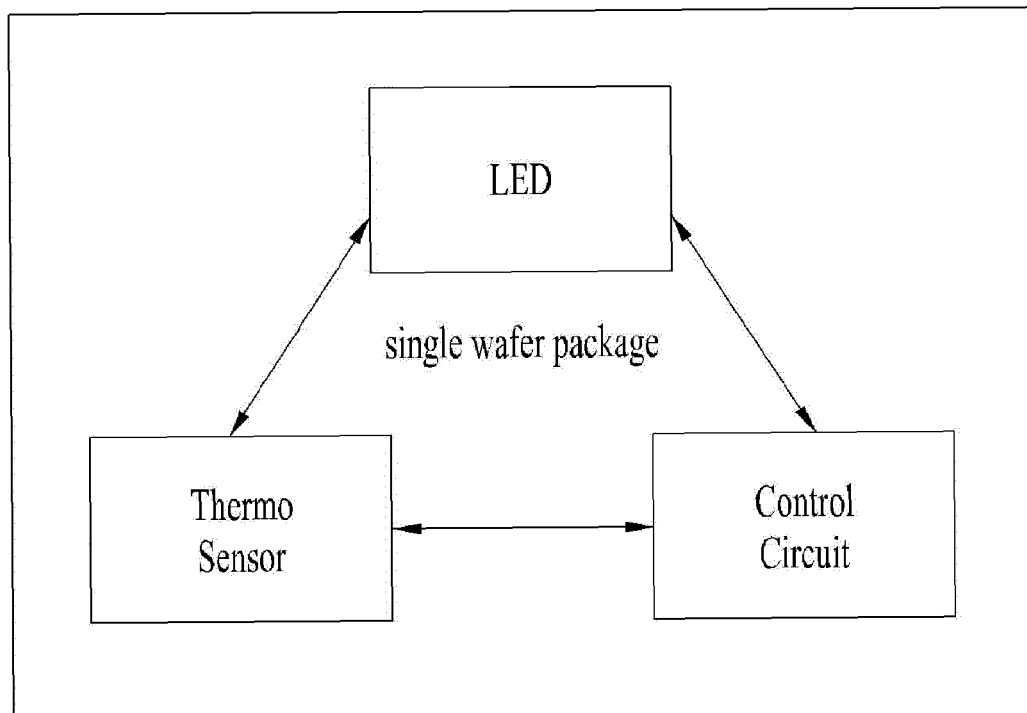 LED
single wafer package
Thermo
Sensor
Control
Circuit